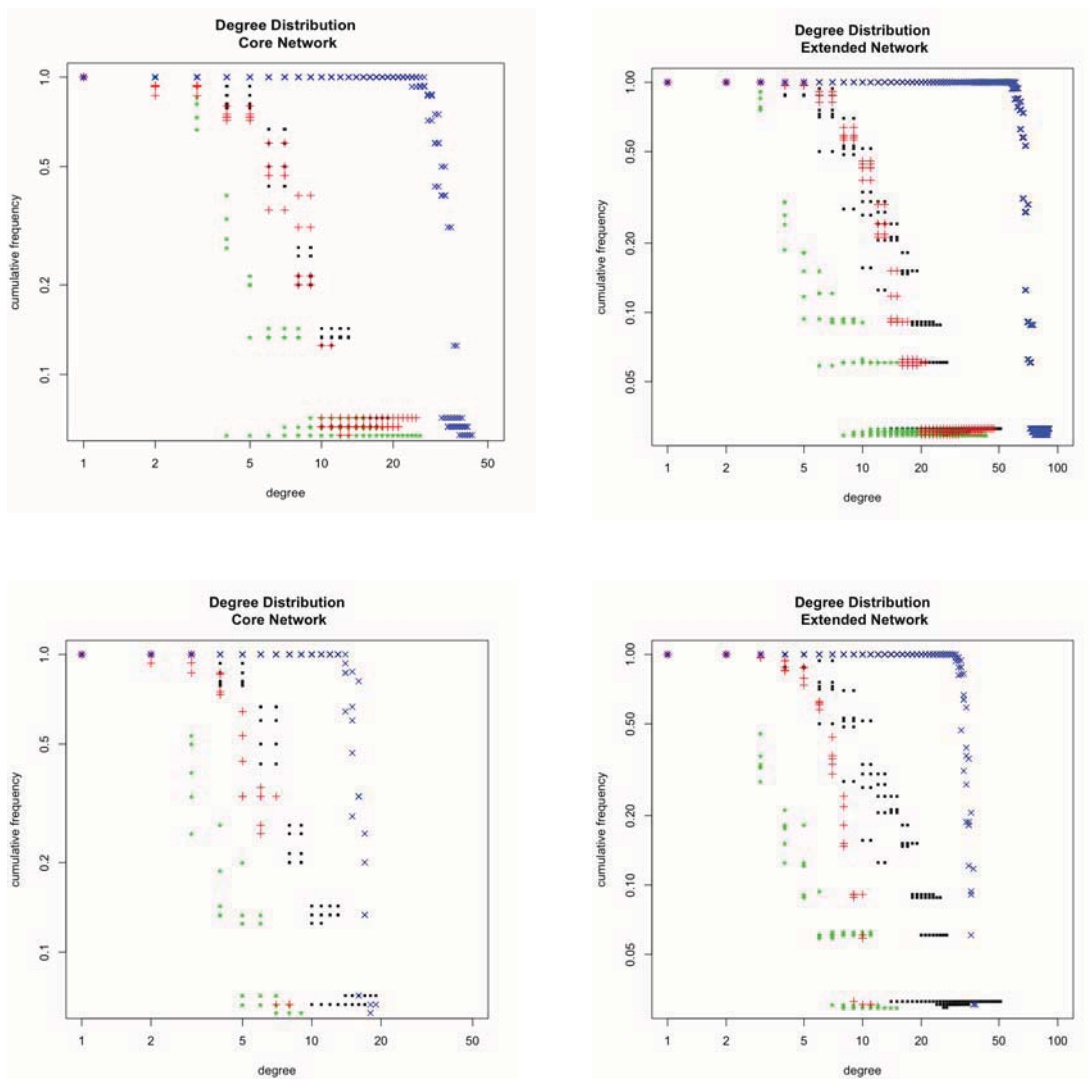 Degree Distribution
Core Network
cumulative frequency
1.0
0.5
0.2
0.1
1 2 5 10 20 50
degree
Degree Distribution
Extended Network
cumulative frequency
1.00
0.50
0.20
0.10
0.05
1 2 5 10 20 50 100
degree
Degree Distribution
Core Network
cumulative frequency
1.0
0.5
0.2
0.1
1 2 5 10 20 50
degree
Degree Distribution
Extended Network
cumulative frequency
1.00
0.50
0.20
0.10
0.05
1 2 5 10 20 50 100
degree